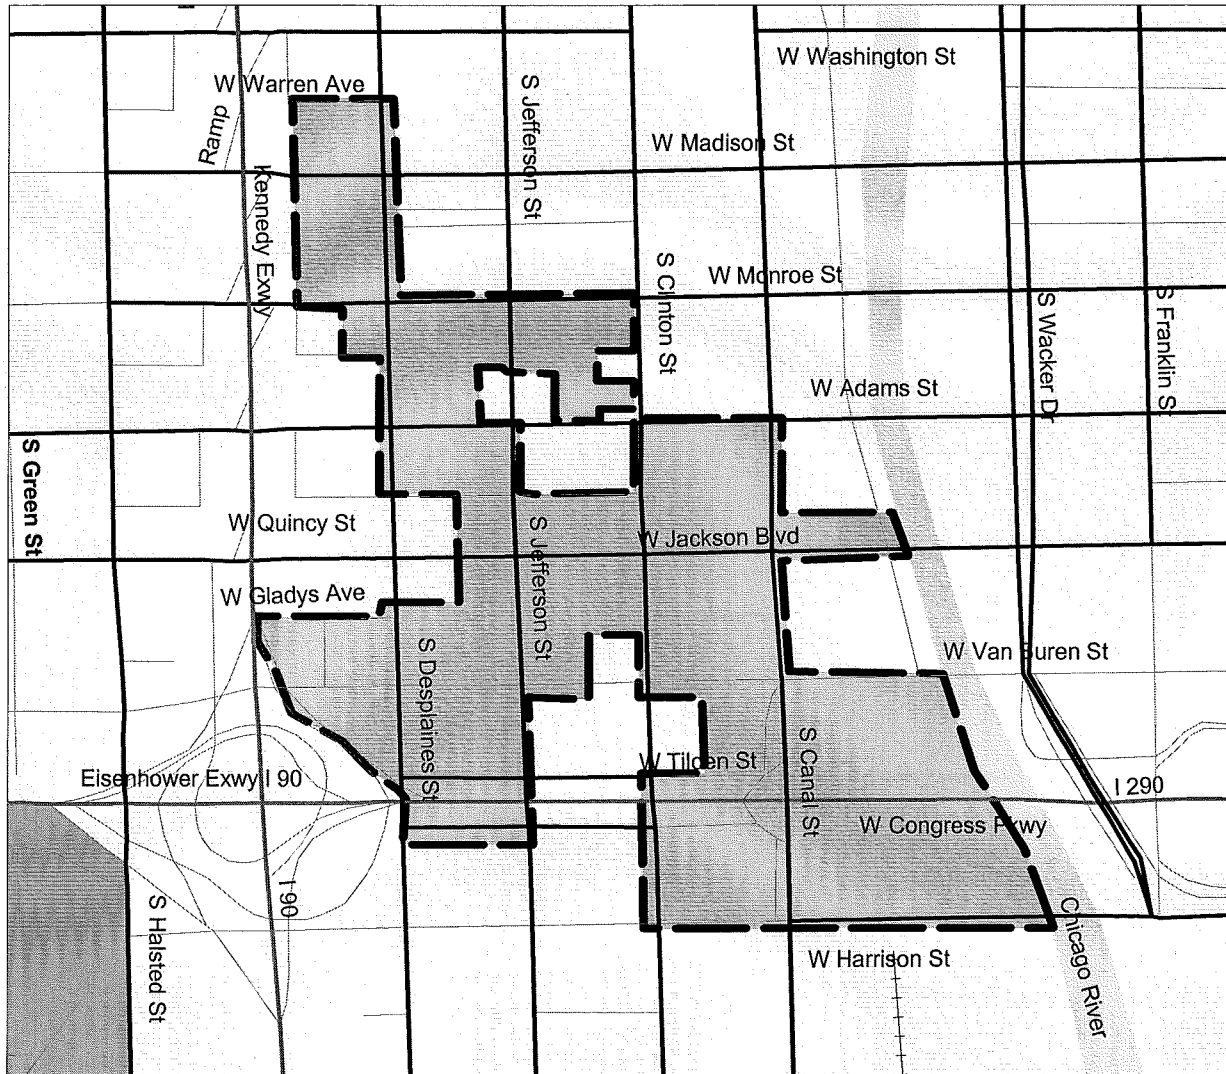 W Washington St
W Warren Ave
S Jefferson St
Ramp
W Madison St
Kennedy Exwy
S Clinton St
W Monroe St
S Wacker Dr
S Franklin St
W Adams St
S Green St
W Quincy St
S Jefferson St
W Jackson Blvd
W Gladys Ave
S Desplaines St
W Van Buren St
S Canal St
W Tilden St
Eisenhower Exwy I 90
I 290
W Congress Pkwy
I 90
S Halsted St
Chicago River
W Harrison St